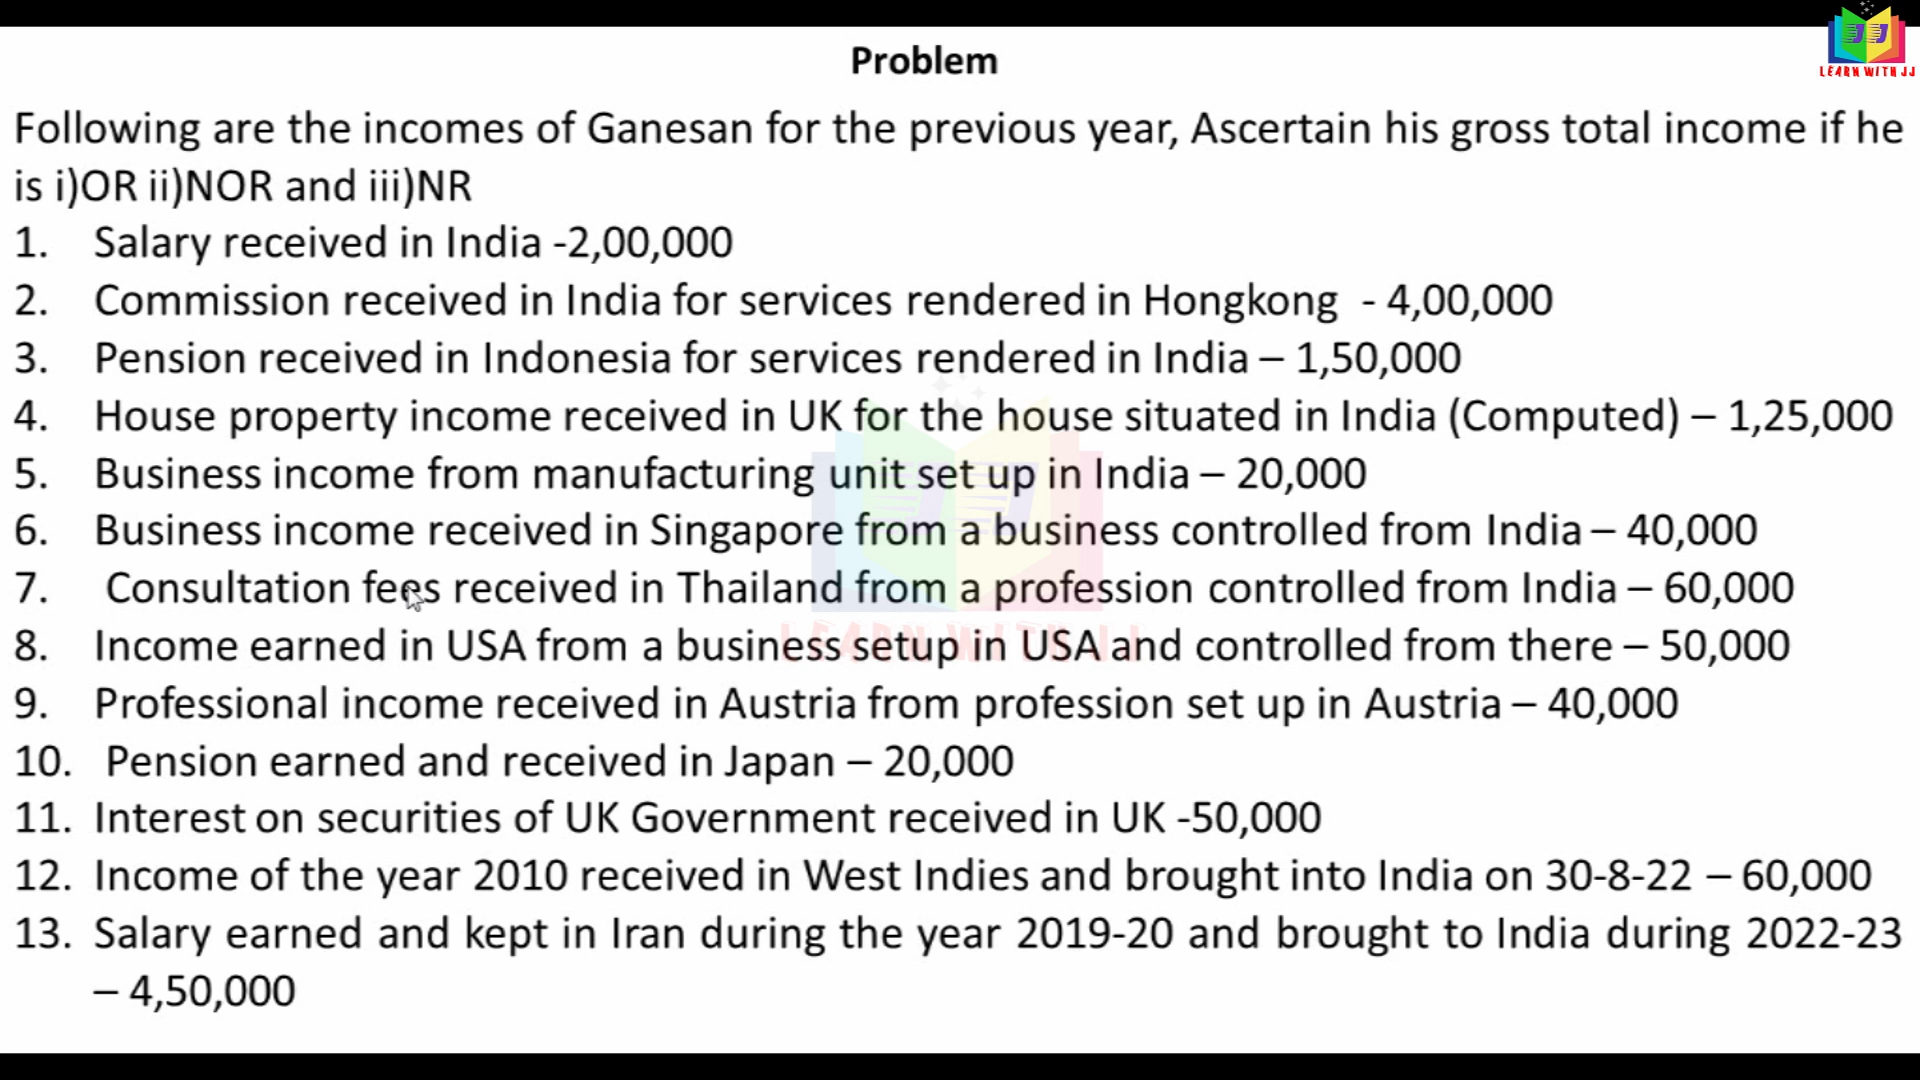 LEARN WITH JJ
Problem
Following are the incomes of Ganesan for the previous year, Ascertain his gross total income if he
is i)OR ii)NOR and iii)NR
1. Salary received in India -2,00,000
2. Commission received in India for services rendered in Hongkong - 4,00,000
3. Pension received in Indonesia for services rendered in India – 1,50,000
4. House property income received in UK for the house situated in India (Computed) – 1,25,000
5. Business income from manufacturing unit set up in India – 20,000
6. Business income received in Singapore from a business controlled from India – 40,000
7. Consultation fees received in Thailand from a profession controlled from India – 60,000
LEARN WITH JJ
8. Income earned in USA from a business setup in USA and controlled from there – 50,000
9. Professional income received in Austria from profession set up in Austria – 40,000
10. Pension earned and received in Japan – 20,000
11. Interest on securities of UK Government received in UK -50,000
12. Income of the year 2010 received in West Indies and brought into India on 30-8-22 – 60,000
13. Salary earned and kept in Iran during the year 2019-20 and brought to India during 2022-23
– 4,50,000